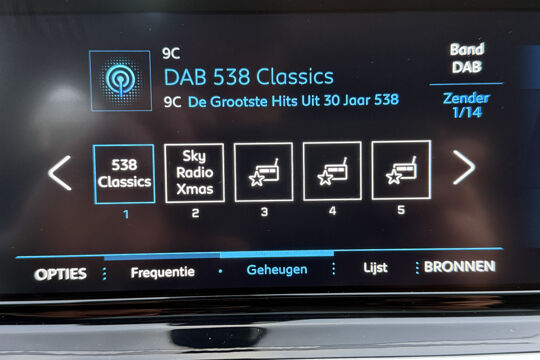 9C
DAB 538 Classics
9C De Grootste Hits Uit 30 Jaar 538
Band
DAB
Zender
1/14
538
Classics
1
Sky
Radio
Xmas
2
3
4
5
OPTIES
Frequentie
Geheugen
Lijst
BRONNEN